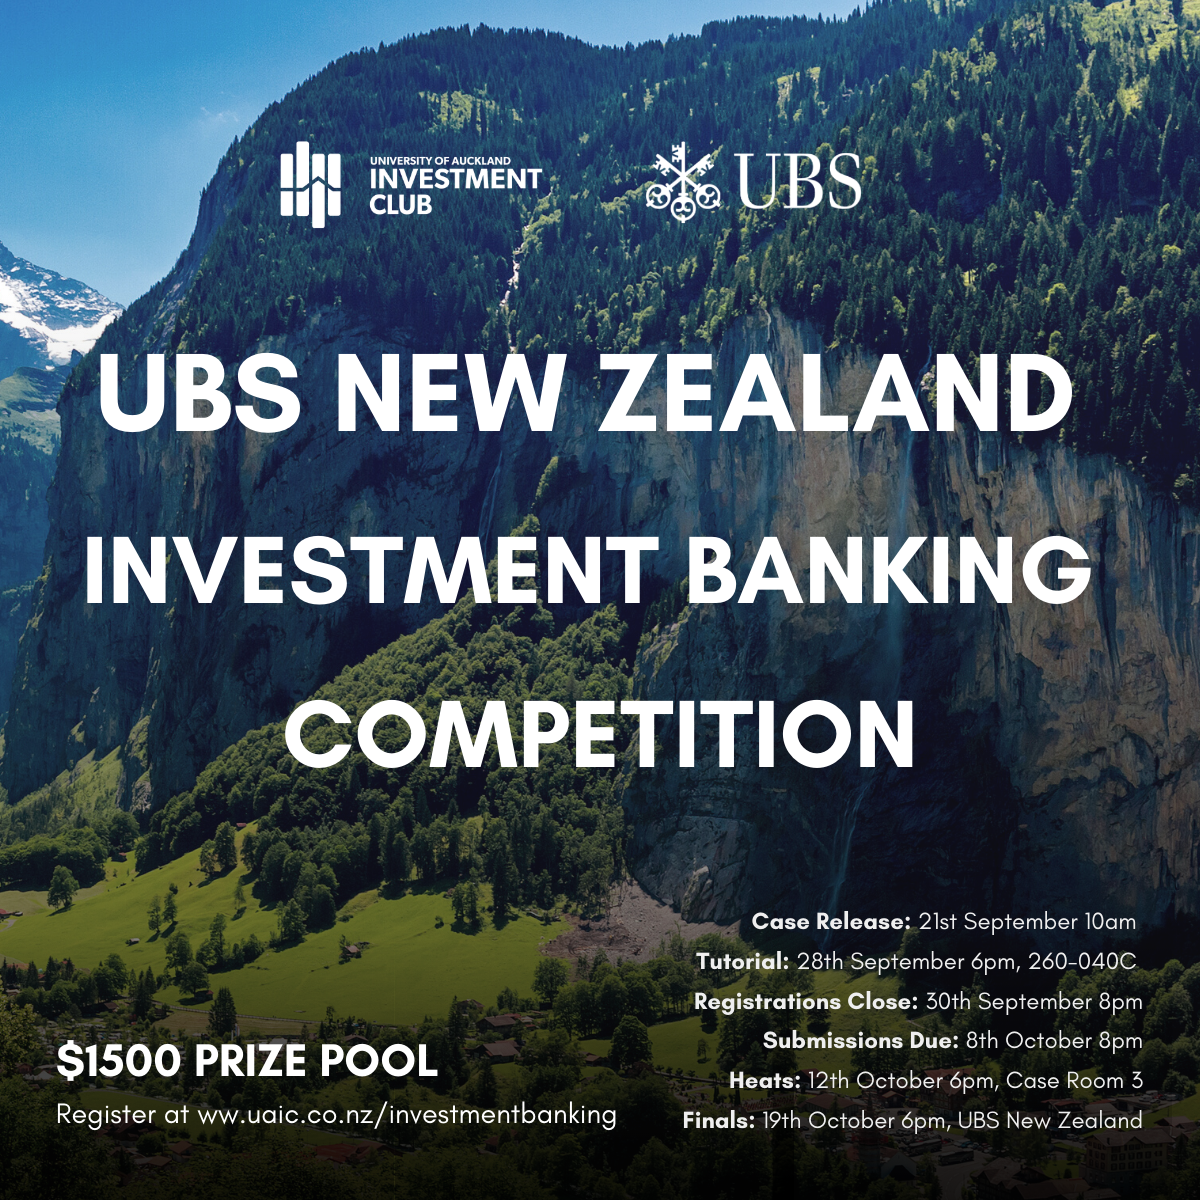 UNIVERSITY OF AUCKLAND
INVESTMENT
CLUB
UBS
UBS NEW ZEALAND
INVESTMENT BANKING
COMPETITION
Case Release: 21st September 10am
Tutorial: 28th September 6pm, 260-040C
Registrations Close: 30th September 8pm
Submissions Due: 8th October 8pm
Heats: 12th October 6pm, Case Room 3
Finals: 19th October 6pm, UBS New Zealand
$1500 PRIZE POOL
Register at ww.uaic.co.nz/investmentbanking